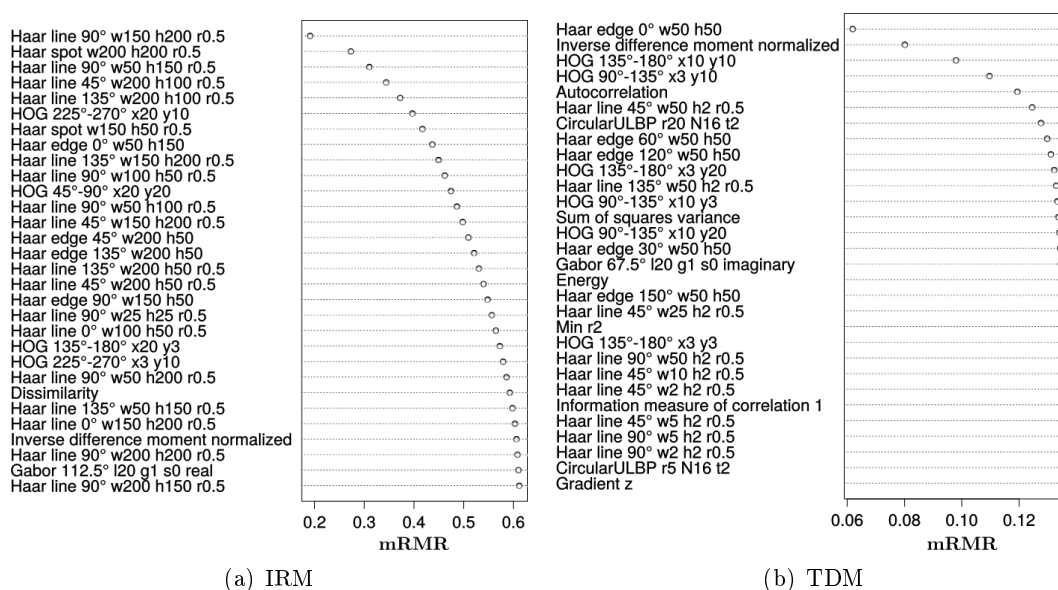 Haar line 90° w150 h200 r0.5
Haar spot w200 h200 r0.5
Haar line 90° w50 h150 r0.5
Haar line 45° w200 h100 r0.5
Haar line 135° w200 h100 r0.5
HOG 225°-270° x20 y10
Haar spot w150 h50 r0.5
Haar edge 0° w50 h150
Haar line 135° w150 h200 r0.5
Haar line 90° w100 h50 r0.5
HOG 45°-90° x20 y20
Haar line 90° w50 h100 r0.5
Haar line 45° w150 h200 r0.5
Haar edge 45° w200 h50
Haar edge 135° w200 h50
Haar line 135° w200 h50 r0.5
Haar line 45° w200 h50 r0.5
Haar edge 90° w150 h50
Haar line 90° w25 h25 r0.5
Haar line 0° w100 h50 r0.5
HOG 135°-180° x20 y3
HOG 225°-270° x3 y10
Haar line 90° w50 h200 r0.5
Dissimilarity
Haar line 135° w50 h150 r0.5
Haar line 0° w150 h200 r0.5
Inverse difference moment normalized
Haar line 90° w200 h200 r0.5
Gabor 112.5° l20 g1 s0 real
Haar line 90° w200 h150 r0.5
0.2 0.3 0.4 0.5 0.6
mRMR
(a) IRM
Haar edge 0° w50 h50
Inverse difference moment normalized
HOG 135°-180° x10 y10
HOG 90°-135° x3 y10
Autocorrelation
Haar line 45° w50 h2 r0.5
CircularULBP r20 N16 t2
Haar edge 60° w50 h50
Haar edge 120° w50 h50
HOG 135°-180° x3 y20
Haar line 135° w50 h2 r0.5
HOG 90°-135° x10 y3
Sum of squares variance
HOG 90°-135° x10 y20
Haar edge 30° w50 h50
Gabor 67.5° l20 g1 s0 imaginary
Energy
Haar edge 150° w50 h50
Haar line 45° w25 h2 r0.5
Min r2
HOG 135°-180° x3 y3
Haar line 90° w50 h2 r0.5
Haar line 45° w10 h2 r0.5
Haar line 45° w2 h2 r0.5
Information measure of correlation 1
Haar line 45° w5 h2 r0.5
Haar line 90° w5 h2 r0.5
Haar line 90° w2 h2 r0.5
CircularULBP r5 N16 t2
Gradient z
0.06 0.08 0.10 0.12
mRMR
(b) TDM